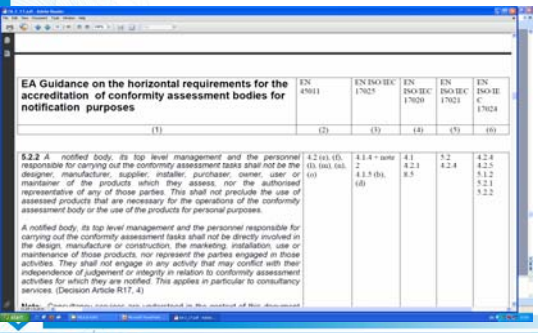 EA Guidance on the horizontal requirements for the accreditation of conformity assessment bodies for notification purposes
EN 45011
EN ISO/IEC 17025
EN ISO/IEC 17020
EN ISO/IEC 17021
EN ISO/IEC 17024
(1) (2) (3) (4) (5) (6)
5.2.2 A notified body, its top level management and the personnel
responsible for carrying out the conformity assessment tasks shall not be the
designer, manufacturer, supplier, installer, purchaser, owner, user or
maintainer of the products which they assess, nor the authorised
representative of any of those parties. This shall not preclude the use of
assessed products that are necessary for the operations of the conformity
assessment body or the use of the products for personal purposes.
4.2 (e), (f),
(l), (m), (n),
(o)
4.1.4 + note
2
4.1.5 (b),
(d)
4.1
4.2.1
8.5
5.2
4.2.4
4.2.4
4.2.5
5.1.2
5.2.1
5.2.2
A notified body, its top level management and the personnel responsible for
carrying out the conformity assessment tasks shall not be directly involved in
the design, manufacture or construction, the marketing, installation, use or
maintenance of those products, nor represent the parties engaged in those
activities. They shall not engage in any activity that may conflict with their
independence of judgement or integrity in relation to conformity assessment
activities for which they are notified. This applies in particular to consultancy
services. (Decision Article R17, 4)
start